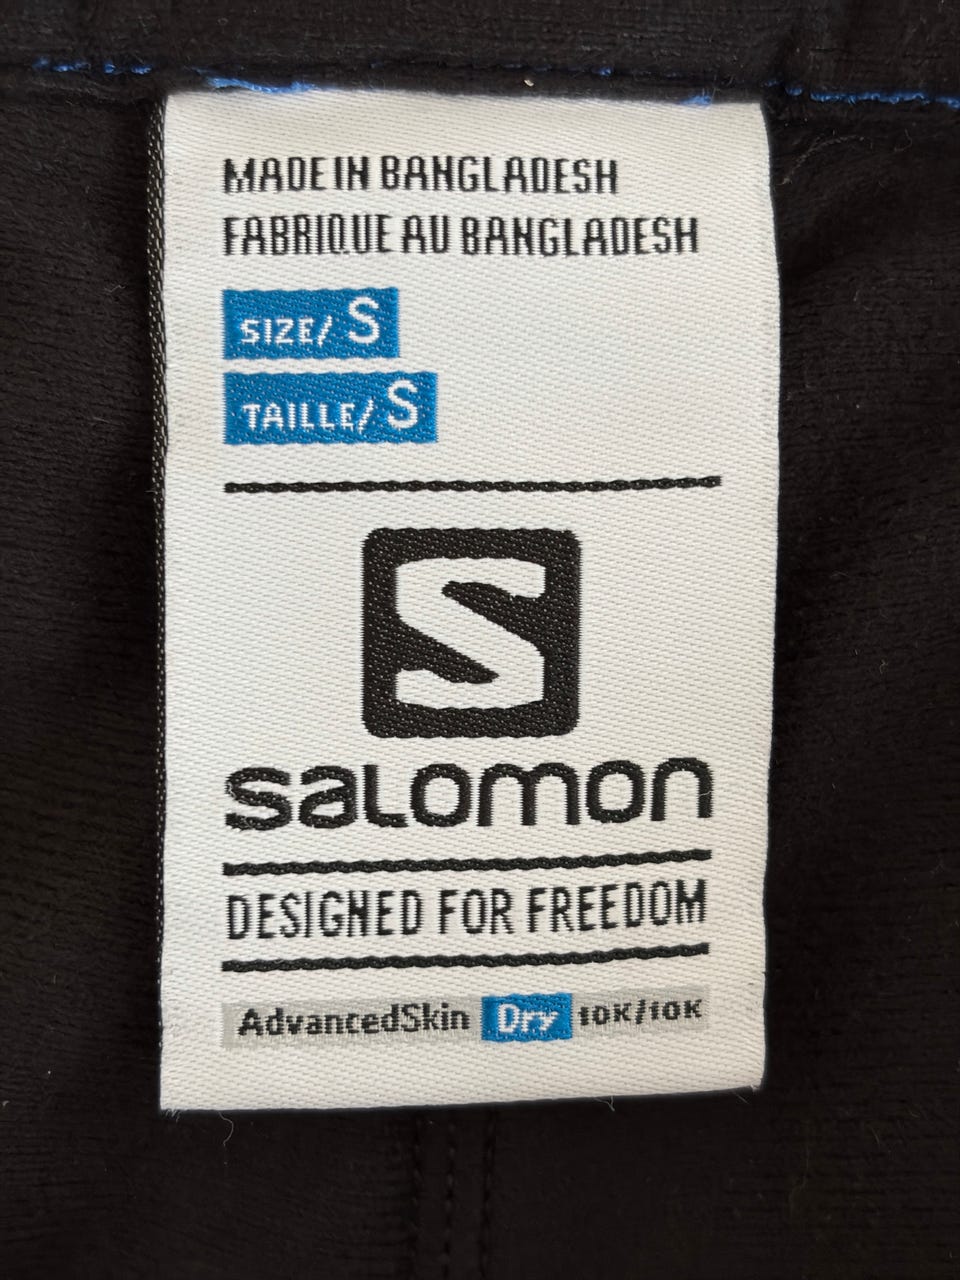 MADE IN BANGLADESH
FABRIQUE AU BANGLADESH
SIZE/ S
TAILLE/ S
S
SALOMON
DESIGNED FOR FREEDOM
AdvancedSkin Dry 10K/10K